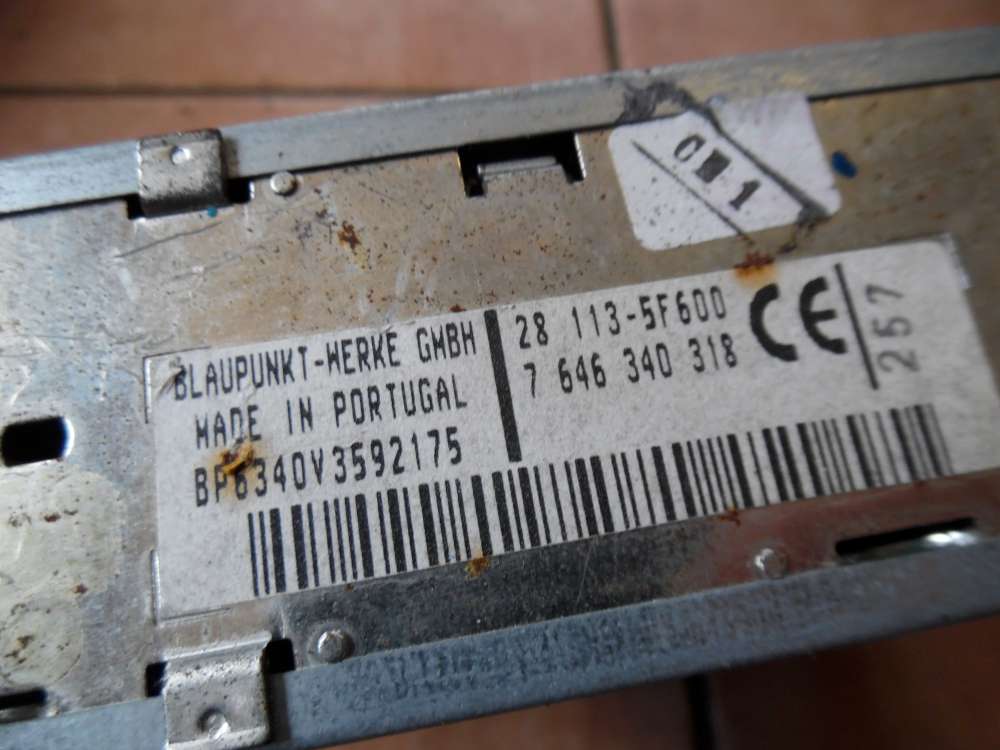 BLAUPUNKT-WERKE GMBH
MADE IN PORTUGAL
BP6340V3592175
28 113-5F600
7 646 340 318
CE
257